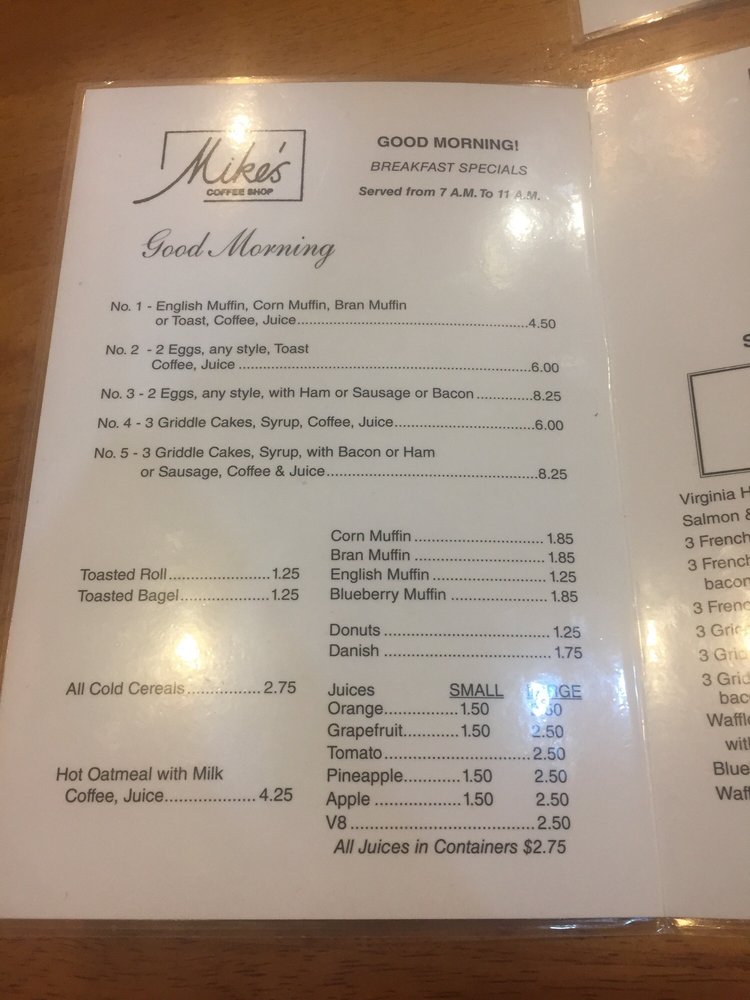 Mike's
COFFEE SHOP
GOOD MORNING!
BREAKFAST SPECIALS
Served from 7 A.M. To 11 A.M.
Good Morning
No. 1 - English Muffin, Corn Muffin, Bran Muffin
or Toast, Coffee, Juice..........4.50
No. 2 - 2 Eggs, any style, Toast
Coffee, Juice ..........6.00
No. 3 - 2 Eggs, any style, with Ham or Sausage or Bacon ..........8.25
No. 4 - 3 Griddle Cakes, Syrup, Coffee, Juice..........6.00
No. 5 - 3 Griddle Cakes, Syrup, with Bacon or Ham
or Sausage, Coffee & Juice..........8.25
Toasted Roll..........1.25
Toasted Bagel..........1.25
All Cold Cereals..........2.75
Hot Oatmeal with Milk
Coffee, Juice..........4.25
Corn Muffin ..........1.85
Bran Muffin ..........1.85
English Muffin ..........1.25
Blueberry Muffin ..........1.85
Donuts ..........1.25
Danish ..........1.75
Juices SMALL
Orange..........1.50
Grapefruit..........1.50 2.50
Tomato..........2.50
Pineapple..........1.50 2.50
Apple ..........1.50 2.50
V8 ..........2.50
All Juices in Containers $2.75
Virginia
Salmon &
3 French
3 French
bacon
3
3
3
3